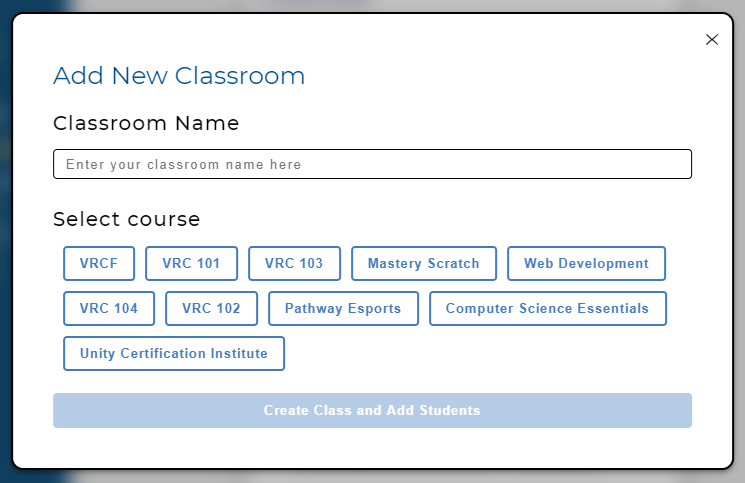 Add New Classroom
Classroom Name
Enter your classroom name here
Select course
VRCF VRC 101 VRC 103 Mastery Scratch Web Development
VRC 104 VRC 102 Pathway Esports Computer Science Essentials
Unity Certification Institute
Create Class and Add Students